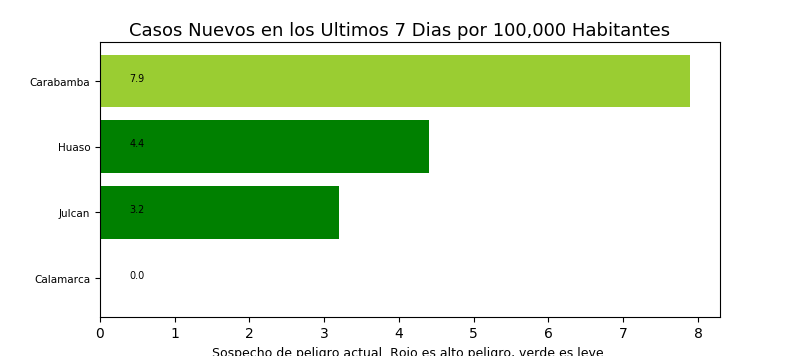 Casos Nuevos en los Ultimos 7 Dias por 100,000 Habitantes
Carabamba
7.9
Huaso
4.4
Julcan
3.2
Calamarca
0.0
0 1 2 3 4 5 6 7 8
Sospecho de peligro actual. Rojo es alto peligro, verde es leve